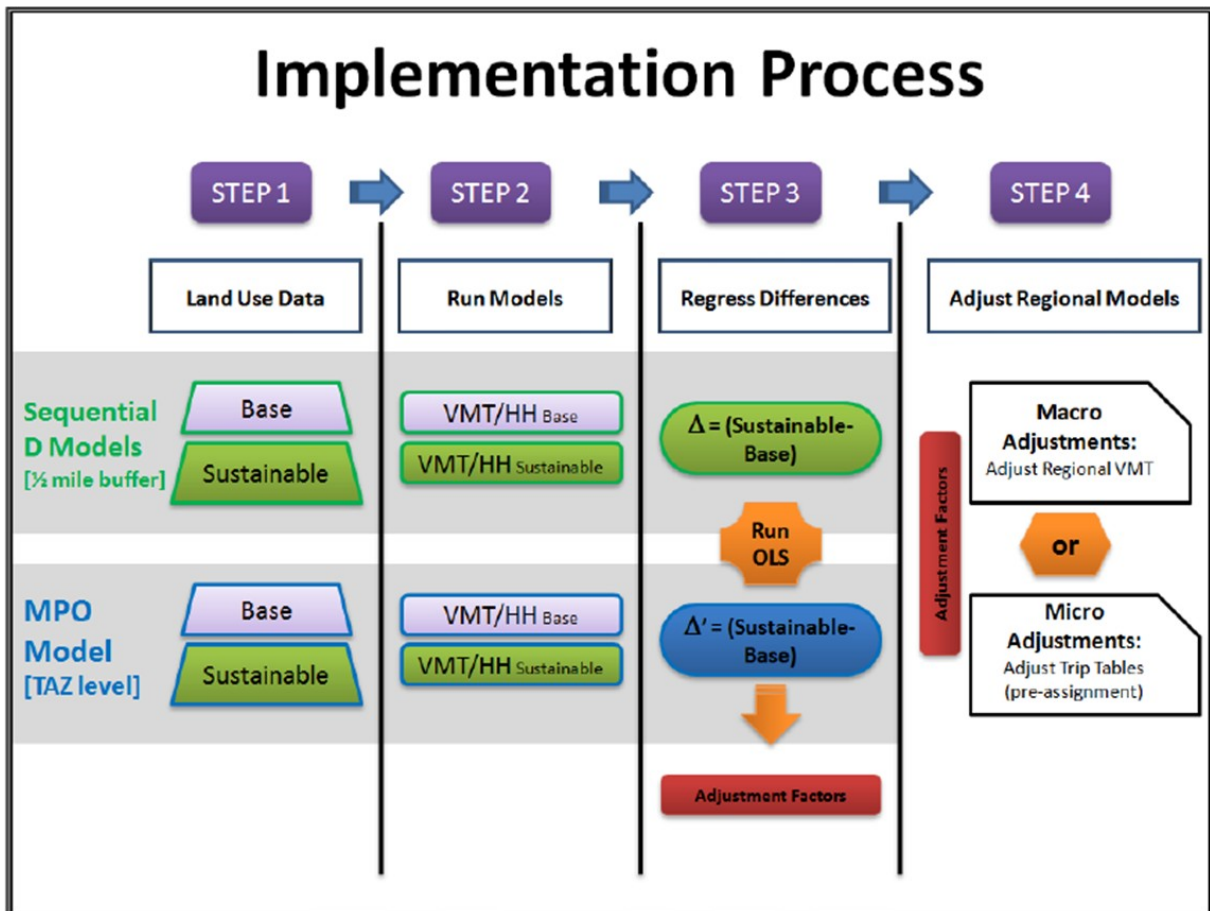 Implementation Process
STEP 1
STEP 2
STEP 3
STEP 4
Land Use Data
Run Models
Regress Differences
Adjust Regional Models
Sequential
D Models
[½ mile buffer]
Base
Sustainable
VMT/HH Base
VMT/HH Sustainable
Δ = (Sustainable-
Base)
Run
OLS
MPO
Model
[TAZ level]
Base
Sustainable
VMT/HH Base
VMT/HH Sustainable
Δ’ = (Sustainable-
Base)
Adjustment Factors
Adjustment Factors
Macro
Adjustments:
Adjust Regional VMT
or
Micro
Adjustments:
Adjust Trip Tables
(pre-assignment)